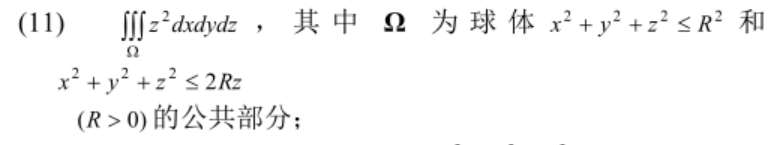 (11) ∭_Ω z²dxdydz ， 其中 Ω 为球体 x² + y² + z² ≤ R² 和
x² + y² + z² ≤ 2Rz
(R > 0) 的公共部分；